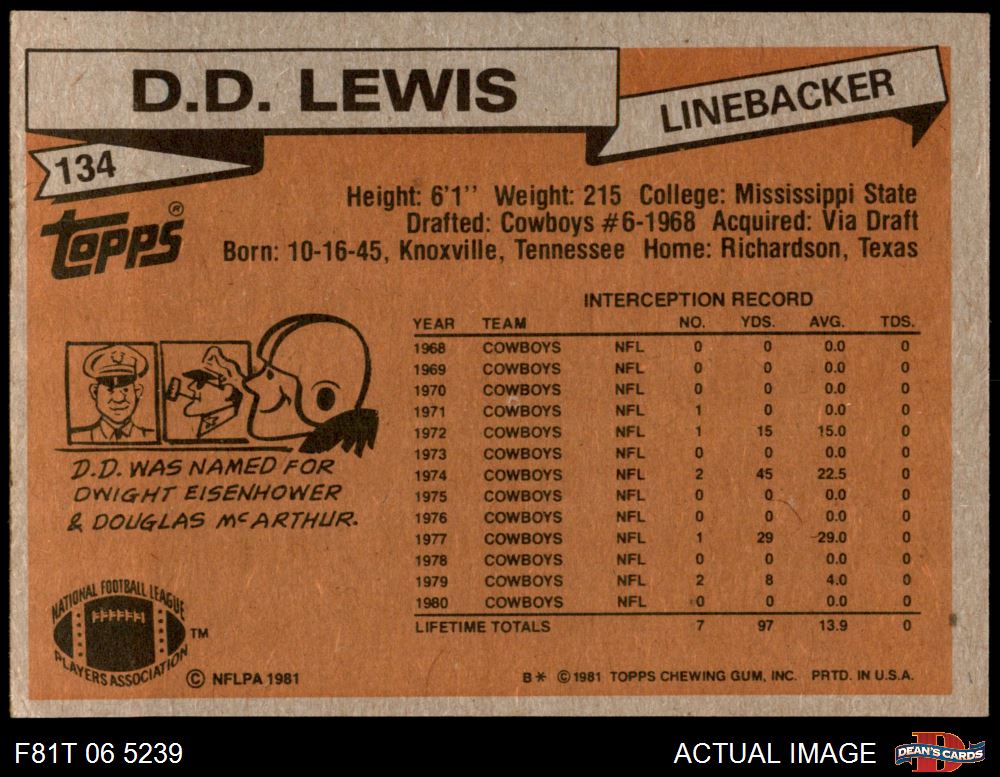 D.D. LEWIS
LINEBACKER
134
TOPPS®
Height: 6'1'' Weight: 215 College: Mississippi State
Drafted: Cowboys #6-1968 Acquired: Via Draft
Born: 10-16-45, Knoxville, Tennessee Home: Richardson, Texas
INTERCEPTION RECORD
YEAR TEAM NO. YDS. AVG. TDS.
1968 COWBOYS NFL 0 0 0.0 0
1969 COWBOYS NFL 0 0 0.0 0
1970 COWBOYS NFL 0 0 0.0 0
1971 COWBOYS NFL 1 0 0.0 0
1972 COWBOYS NFL 1 15 15.0 0
1973 COWBOYS NFL 0 0 0.0 0
1974 COWBOYS NFL 2 45 22.5 0
1975 COWBOYS NFL 0 0 0.0 0
1976 COWBOYS NFL 0 0 0.0 0
1977 COWBOYS NFL 1 29 29.0 0
1978 COWBOYS NFL 0 0 0.0 0
1979 COWBOYS NFL 2 8 4.0 0
1980 COWBOYS NFL 0 0 0.0 0
LIFETIME TOTALS 7 97 13.9 0
D.D. WAS NAMED FOR
DWIGHT EISENHOWER
& DOUGLAS McARTHUR.
NATIONAL FOOTBALL LEAGUE
PLAYERS ASSOCIATION
TM
© NFLPA 1981
B* © 1981 TOPPS CHEWING GUM, INC. PRTD. IN U.S.A.
F81T 06 5239
ACTUAL IMAGE
D
DEAN'S CARDS